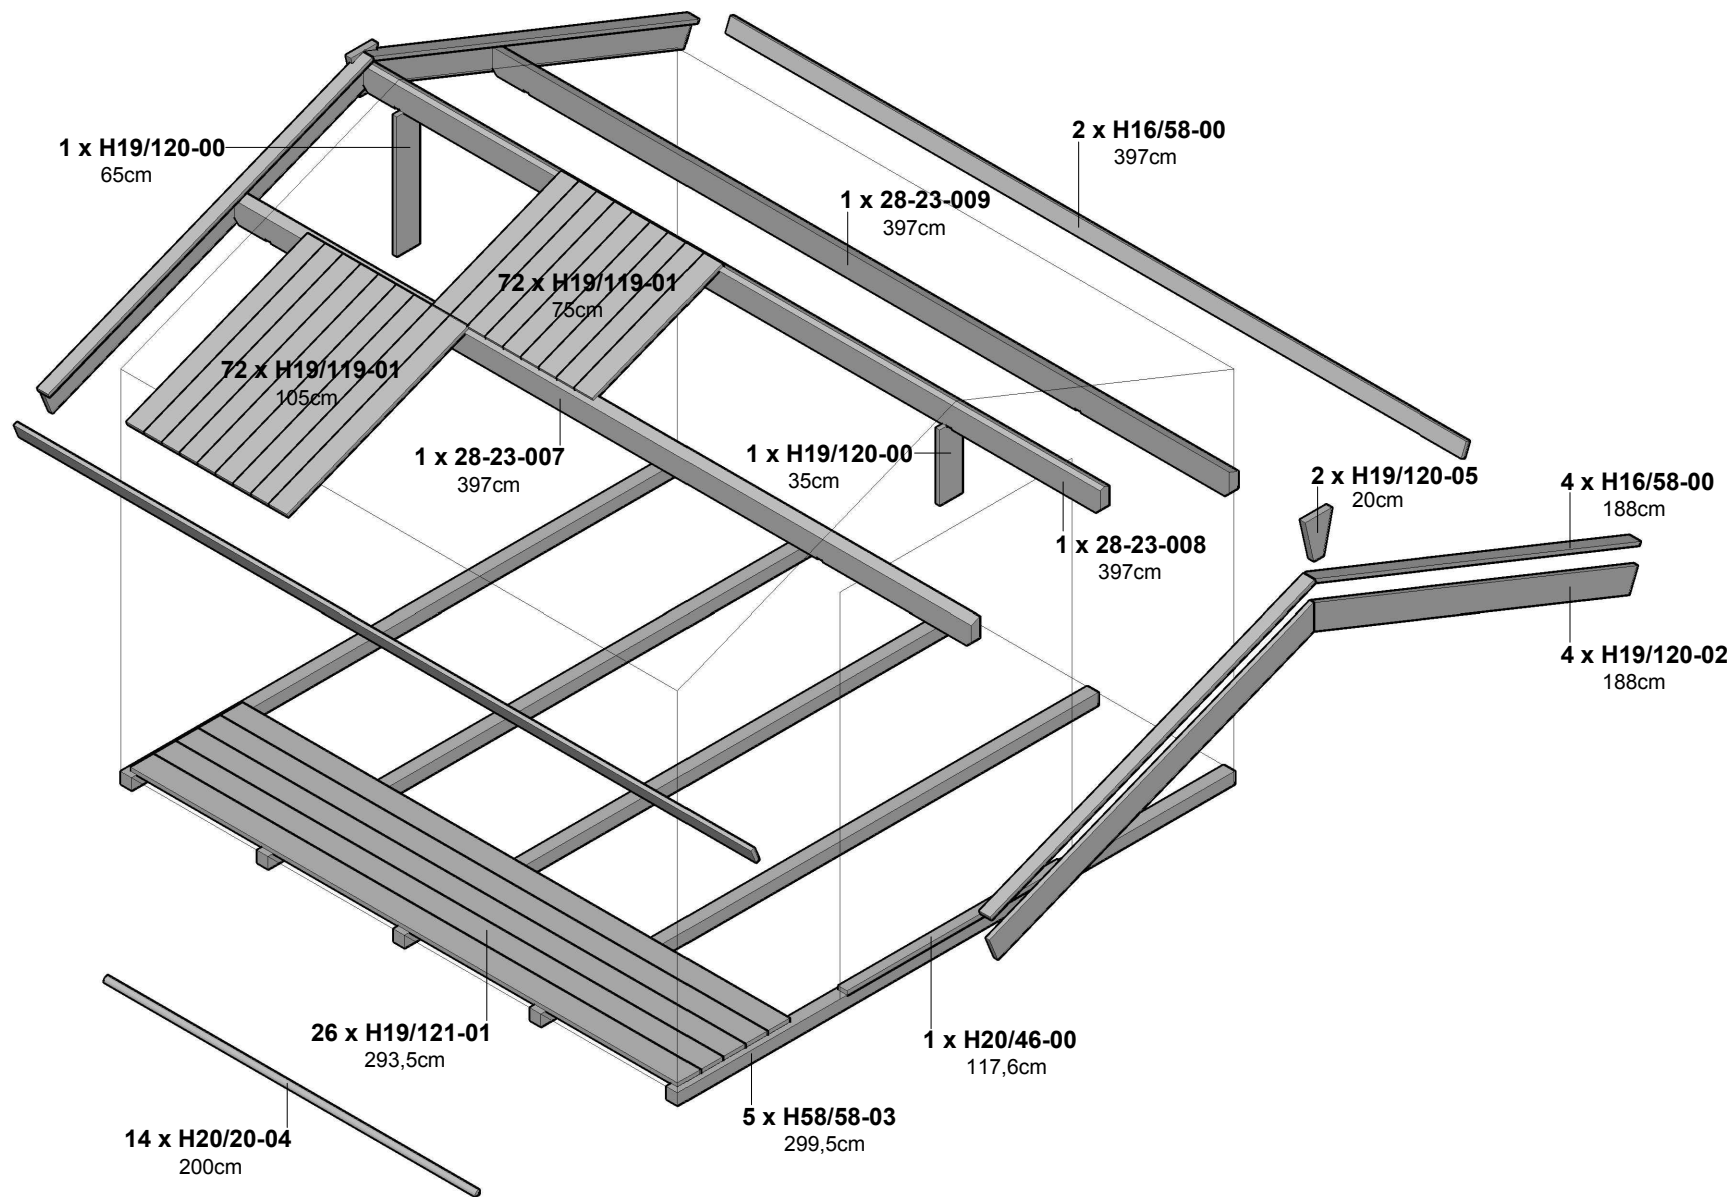 2 x H16/58-00
397cm
1 x H19/120-00
65cm
1 x 28-23-009
397cm
72 x H19/119-01
75cm
72 x H19/119-01
105cm
1 x 28-23-007
397cm
1 x H19/120-00
35cm
2 x H19/120-05
20cm
4 x H16/58-00
188cm
1 x 28-23-008
397cm
4 x H19/120-02
188cm
26 x H19/121-01
293,5cm
1 x H20/46-00
117,6cm
5 x H58/58-03
299,5cm
14 x H20/20-04
200cm